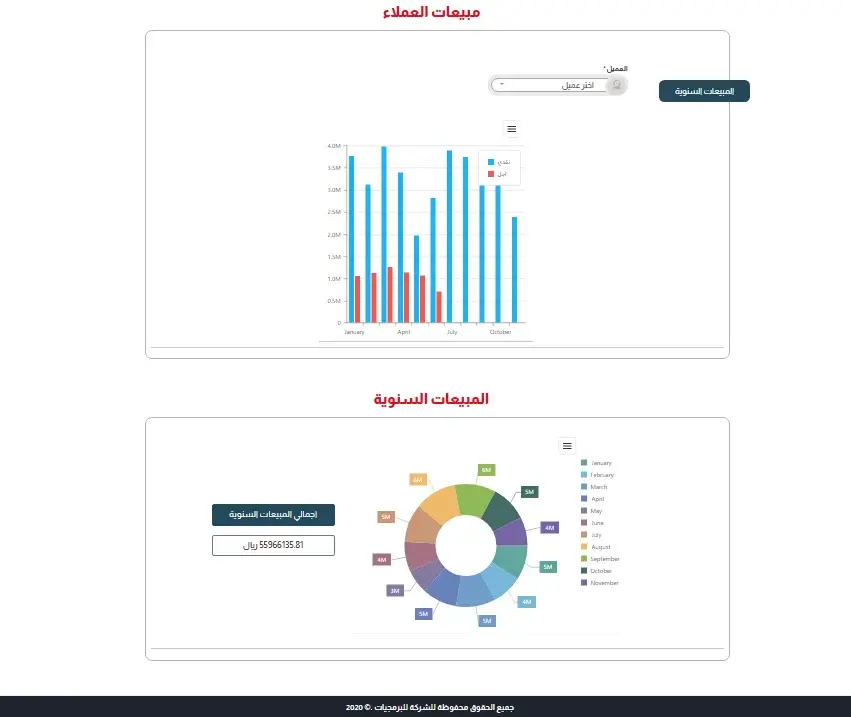 مبيعات العملاء
العميل*
اختر عميل
المبيعات السنوية
نقدي
اجل
4.0M
3.5M
3.0M
2.5M
2.0M
1.5M
1.0M
0.5M
0
January April July October
المبيعات السنوية
January
February
March
April
May
June
July
August
September
October
November
6M
6M
5M
5M
4M
4M
5M
3M
4M
5M
5M
اجمالي المبيعات السنوية
55966135.81 ريال
جميع الحقوق محفوظة للشركة للبرمجيات .© 2020